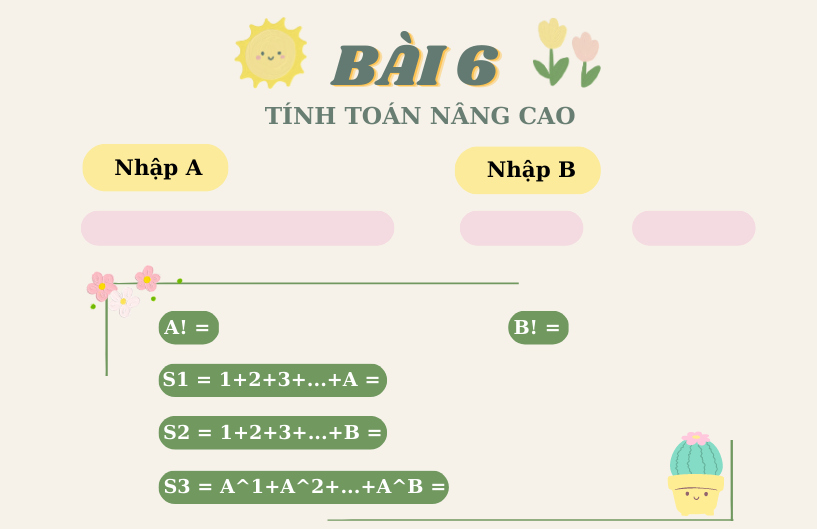 BÀI 6
TÍNH TOÁN NÂNG CAO
Nhập A
Nhập B
A! =
B! =
S1 = 1+2+3+...+A =
S2 = 1+2+3+...+B =
S3 = A^1+A^2+...+A^B =